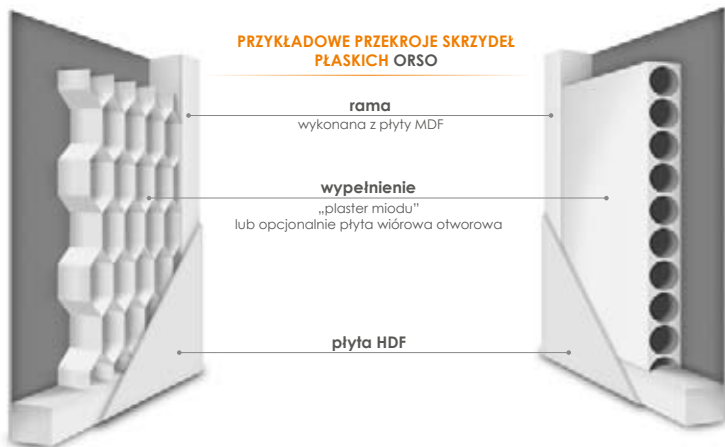 PRZYKŁADOWE PRZEKROJE SKRZYDEŁ
PŁASKICH ORSO
rama
wykonana z płyty MDF
wypełnienie
„plaster miodu"
lub opcjonalnie płyta wiórowa otworowa
płyta HDF